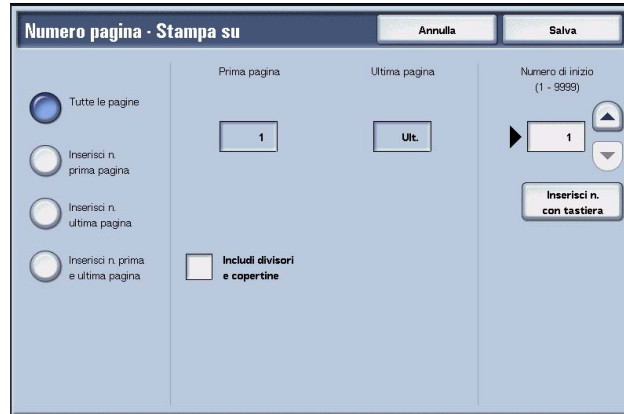 Numero pagina - Stampa su
Annulla
Salva
Tutte le pagine
Inserisci n.
prima pagina
Inserisci n.
ultima pagina
Inserisci n. prima
e ultima pagina
Prima pagina
1
Ultima pagina
Ult.
Includi divisori
e copertine
Numero di inizio
(1 - 9999)
1
Inserisci n.
con tastiera